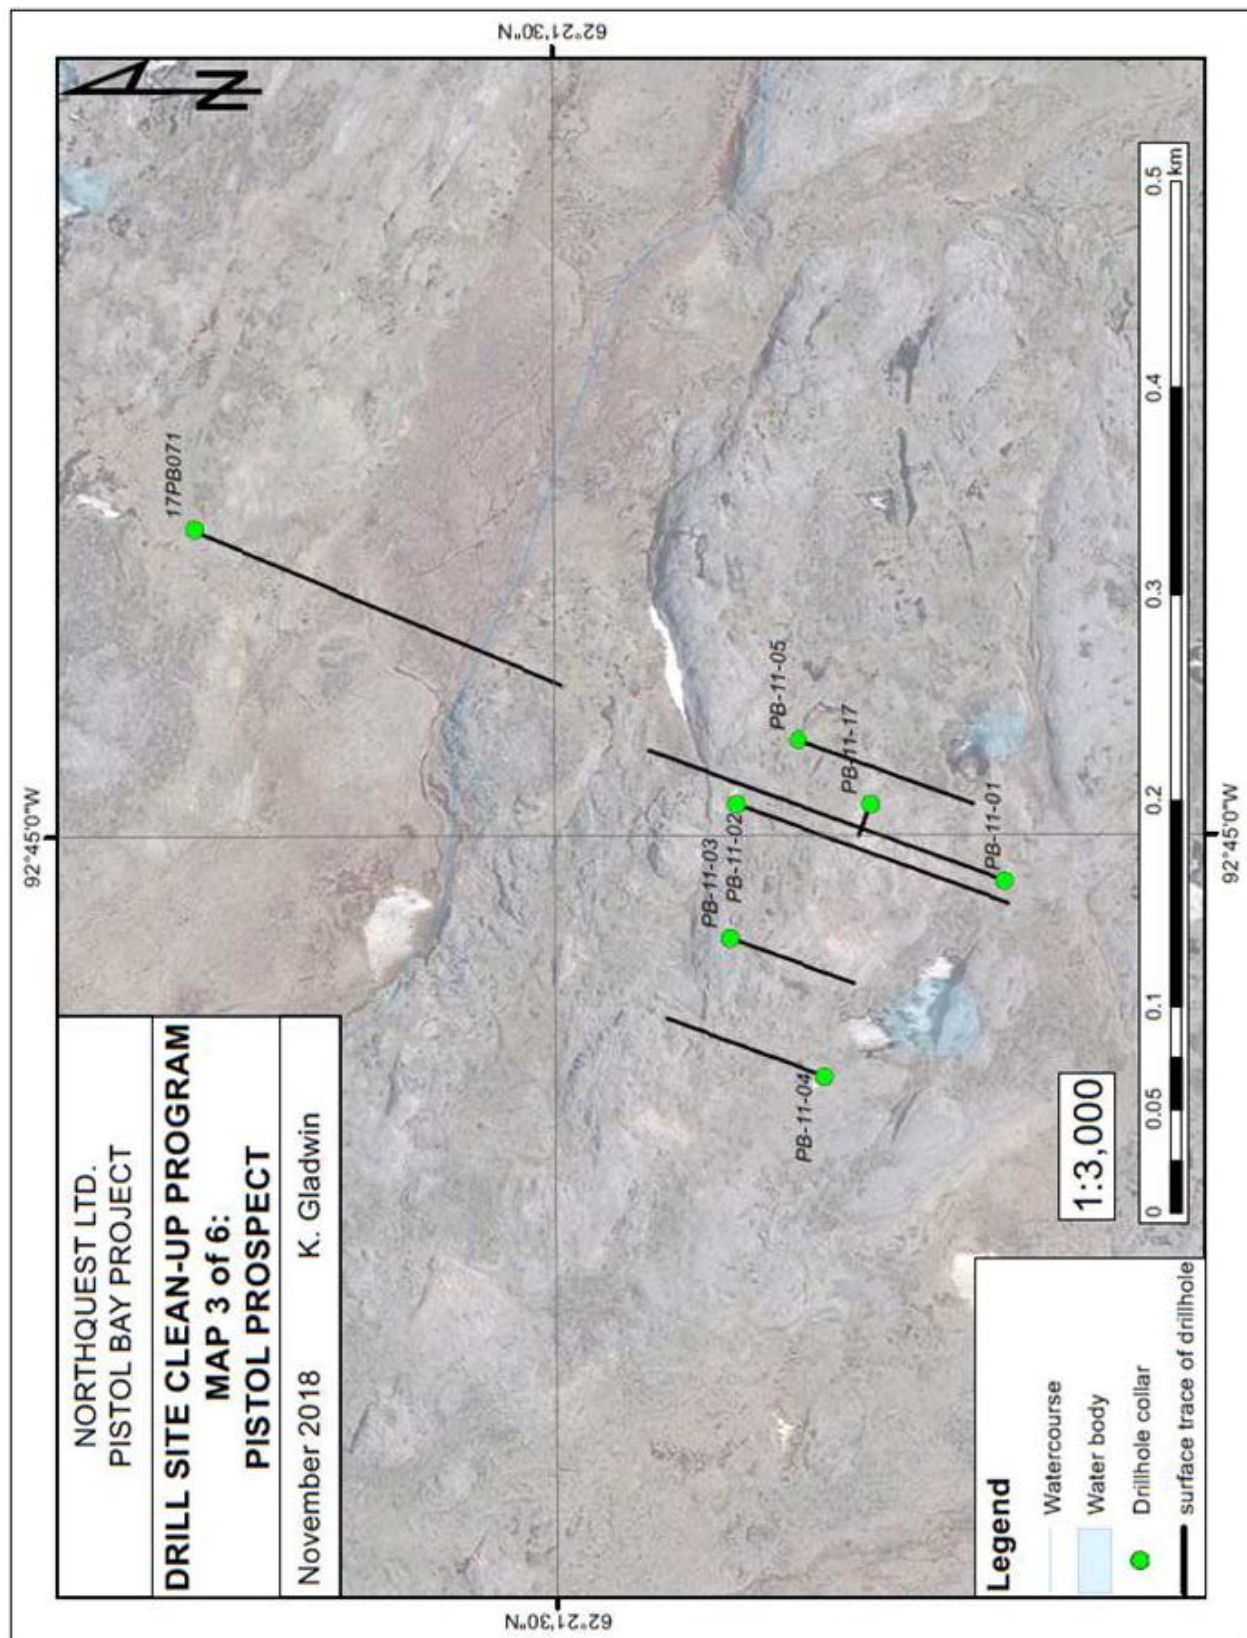 NORTHQUEST LTD.
PISTOL BAY PROJECT
DRILL SITE CLEAN-UP PROGRAM
MAP 3 of 6:
PISTOL PROSPECT
November 2018 K. Gladwin
92°45'0"W
N
62°21'30"N
62°21'30"N
17PB071
PB-11-03
PB-11-02
PB-11-05
PB-11-04
PB-11-17
PB-11-01
1:3,000
0 0.05 0.1 0.2 0.3 0.4 0.5
km
Legend
Watercourse
Water body
Drillhole collar
surface trace of drillhole
92°45'0"W